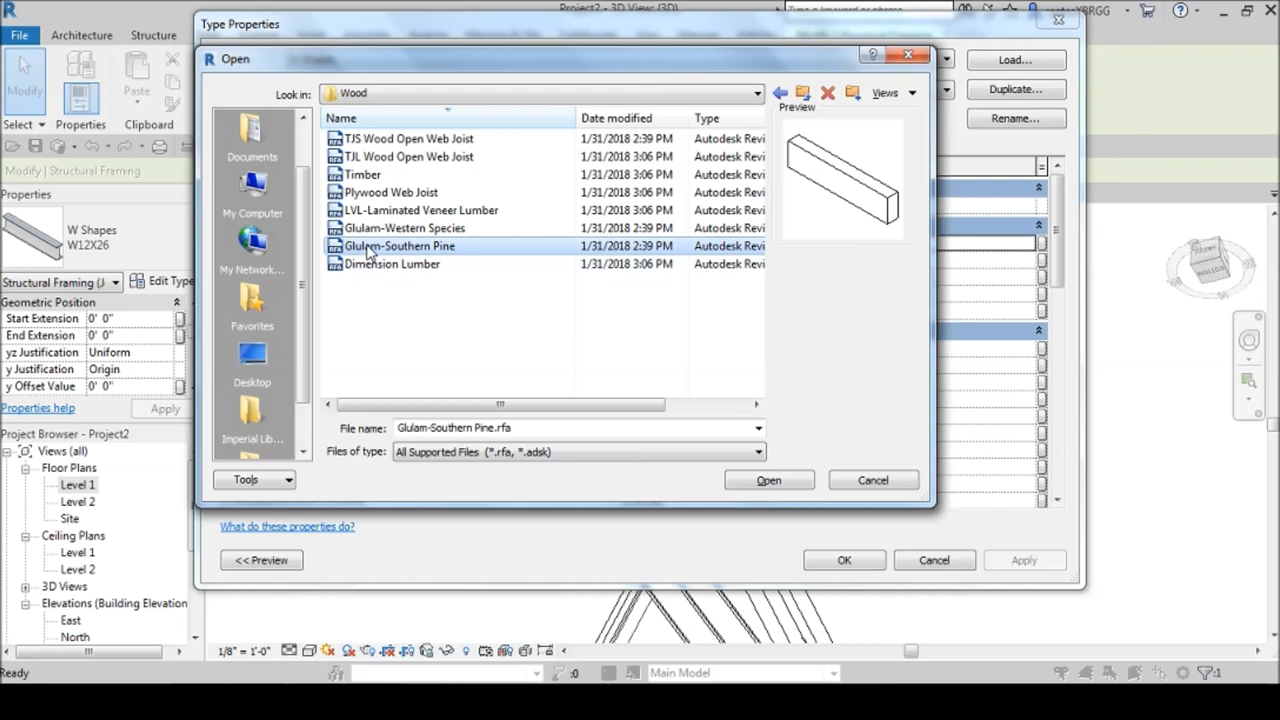 Project2 - 3D View: {3D}
Type a keyword or phrase
Type Properties
File
Architecture
Structure
Modify
Paste
Select
Properties
Clipboard
Modify | Structural Framing
Properties
W Shapes
W12X26
Structural Framing (J
Edit Type
Geometric Position
Start Extension 0' 0"
End Extension 0' 0"
yz Justification Uniform
y Justification Origin
y Offset Value 0' 0"
Properties help
Apply
Project Browser - Project2
Views (all)
Floor Plans
Level 1
Level 2
Site
Ceiling Plans
Level 1
Level 2
3D Views
Elevations (Building Elevation
East
North
Ready
Open
Look in: Wood
Views
Preview
Documents
My Computer
My Network...
Favorites
Desktop
Imperial Lib...
Name Date modified Type
TJS Wood Open Web Joist 1/31/2018 2:39 PM Autodesk Revi
TJL Wood Open Web Joist 1/31/2018 3:06 PM Autodesk Revi
Timber 1/31/2018 3:06 PM Autodesk Revi
Plywood Web Joist 1/31/2018 3:06 PM Autodesk Revi
LVL-Laminated Veneer Lumber 1/31/2018 3:06 PM Autodesk Revi
Glulam-Western Species 1/31/2018 2:39 PM Autodesk Revi
Glulam-Southern Pine 1/31/2018 2:39 PM Autodesk Revi
Dimension Lumber 1/31/2018 3:06 PM Autodesk Revi
File name: Glulam-Southern Pine.rfa
Files of type: All Supported Files (*.rfa, *.adsk)
Tools
Open
Cancel
Load...
Duplicate...
Rename...
What do these properties do?
<< Preview
OK
Cancel
Apply
1/8" = 1'-0"
:0
Main Model
:1